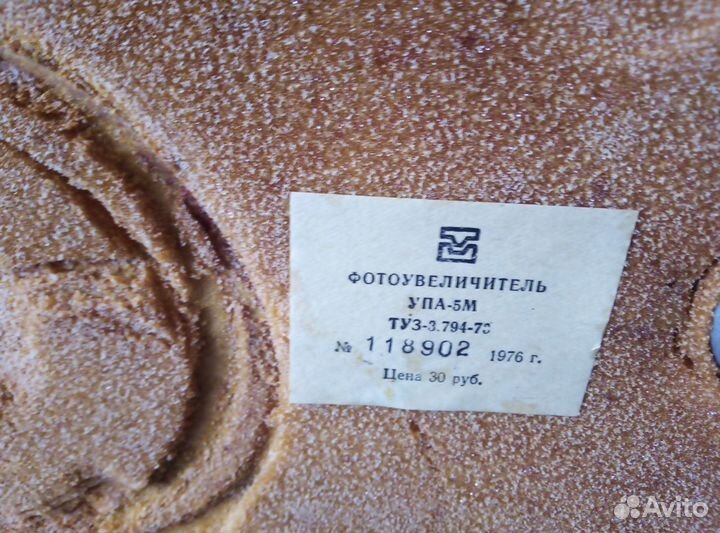 ФОТОУВЕЛИЧИТЕЛЬ
УПА-5М
№ 118902 1976 г.
Цена 30 руб.
Avito